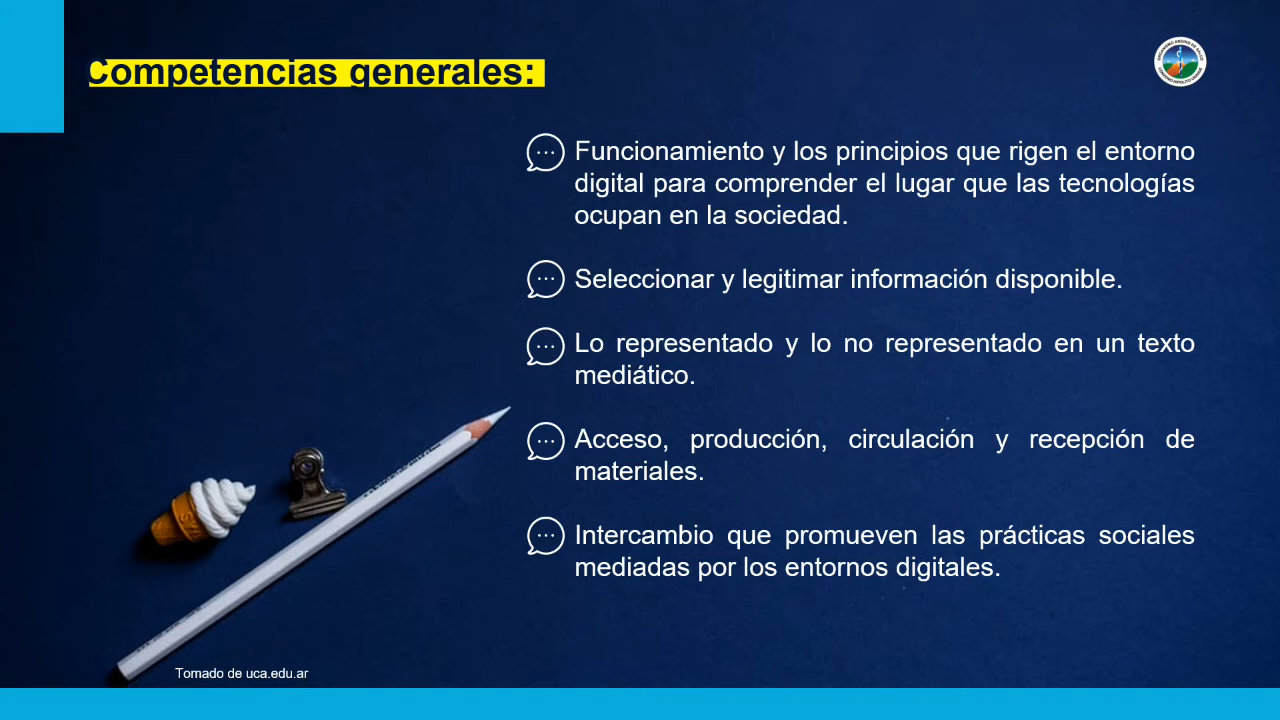 Competencias generales:
Funcionamiento y los principios que rigen el entorno
digital para comprender el lugar que las tecnologías
ocupan en la sociedad.
Seleccionar y legitimar información disponible.
Lo representado y lo no representado en un texto
mediático.
Acceso, producción, circulación y recepción de
materiales.
Intercambio que promueven las prácticas sociales
mediadas por los entornos digitales.
Tomado de uca.edu.ar